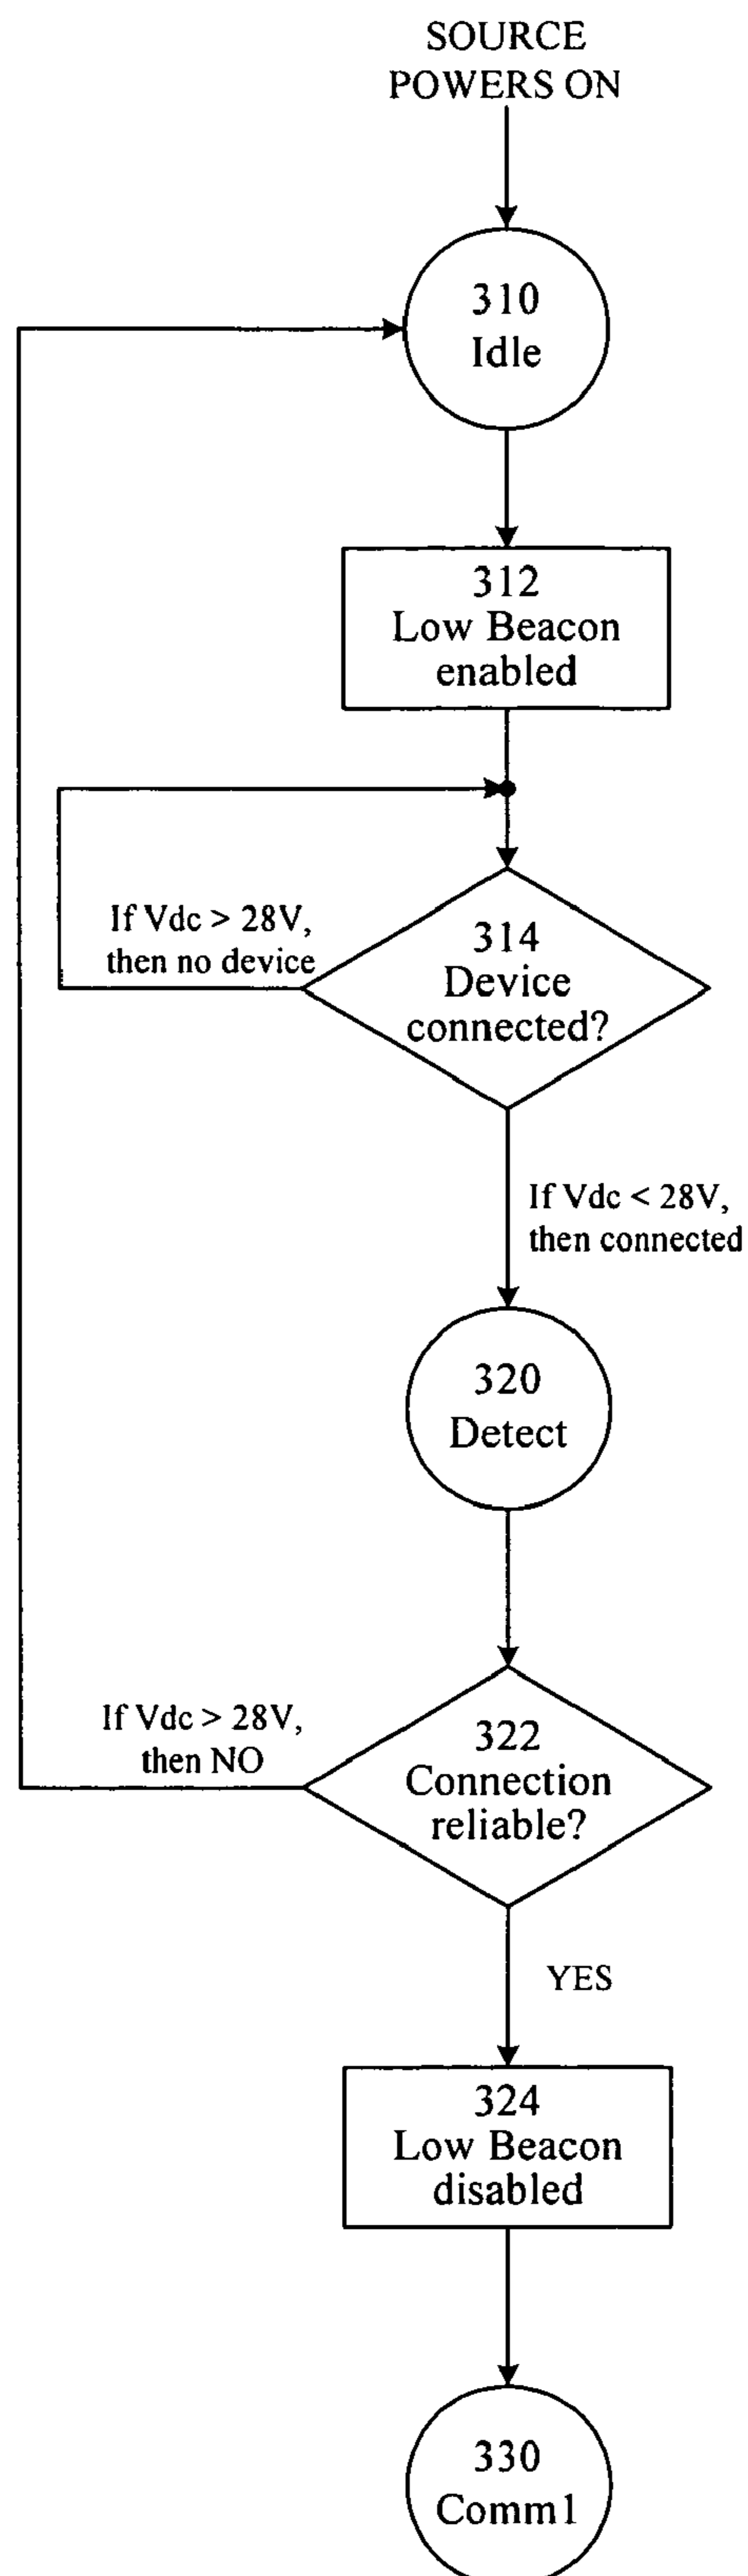 SOURCE
POWERS ON
310
Idle
312
Low Beacon
enabled
If Vdc > 28V,
then no device
314
Device
connected?
If Vdc < 28V,
then connected
320
Detect
If Vdc > 28V,
then NO
322
Connection
reliable?
YES
324
Low Beacon
disabled
330
Comm1